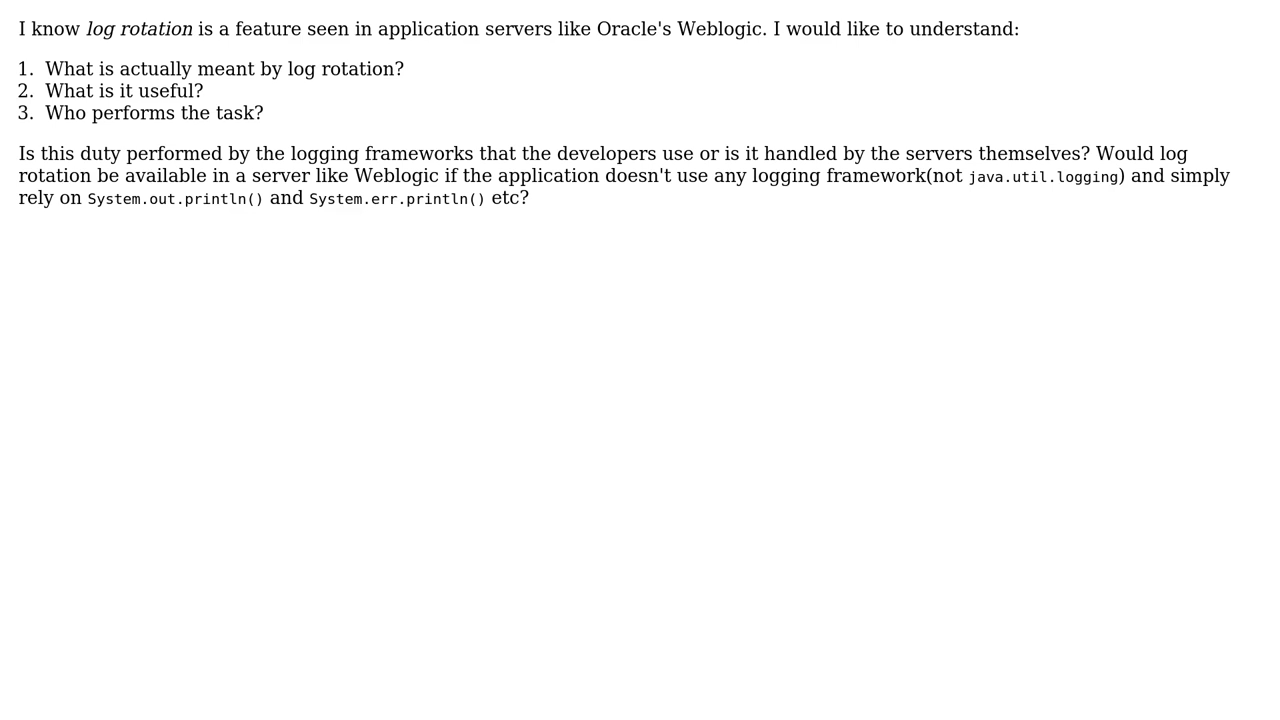 I know log rotation is a feature seen in application servers like Oracle's Weblogic. I would like to understand:
1. What is actually meant by log rotation?
2. What is it useful?
3. Who performs the task?
Is this duty performed by the logging frameworks that the developers use or is it handled by the servers themselves? Would log
rotation be available in a server like Weblogic if the application doesn't use any logging framework(not java.util.logging) and simply
rely on System.out.println() and System.err.println() etc?